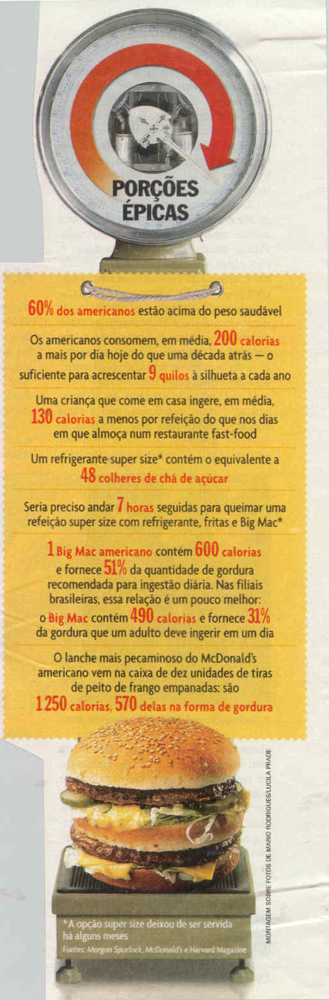 PORÇÕES
ÉPICAS
60% dos americanos estão acima do peso saudável
Os americanos consomem, em média, 200 calorias
a mais por dia hoje do que uma década atrás — o
suficiente para acrescentar 9 quilos à silhueta a cada ano
Uma criança que come em casa ingere, em média,
130 calorias a menos por refeição do que nos dias
em que almoça num restaurante fast-food
Um refrigerante super size* contém o equivalente a
48 colheres de chá de açúcar
Seria preciso andar 7 horas seguidas para queimar uma
refeição super size com refrigerante, fritas e Big Mac*
1 Big Mac americano contém 600 calorias
e fornece 51% da quantidade de gordura
recomendada para ingestão diária. Nas filiais
brasileiras, essa relação é um pouco melhor:
o Big Mac contém 490 calorias e fornece 31%
da gordura que um adulto deve ingerir em um dia
O lanche mais pecaminoso do McDonald's
americano vem na caixa de dez unidades de tiras
de peito de frango empanadas: são
1250 calorias, 570 delas na forma de gordura
MONTAGEM SOBRE FOTOS DE MARIO RODRIGUES/LUCILA PRADE
*A opção super size deixou de ser servida
há alguns meses
Fontes: Morgan Spurlock, McDonald's e Harvard Magazine